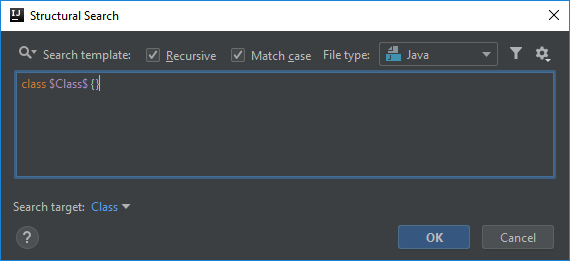 Structural Search
Search template: Recursive Match case File type: Java
class $Class$ {}
Search target: Class
? OK Cancel